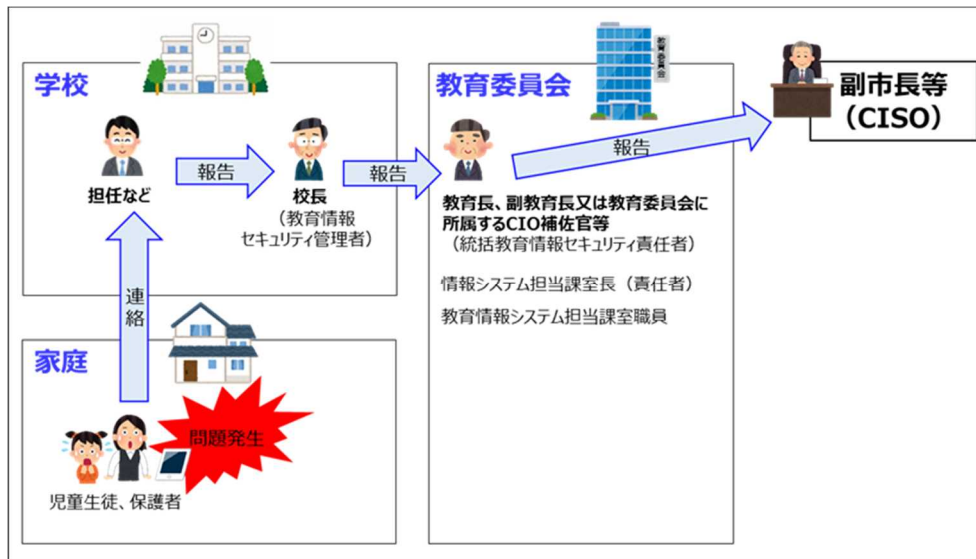 学校
担任など
報告
校長
（教育情報
セキュリティ管理者）
報告
教育委員会
教育委員会
教育長、副教育長又は教育委員会に
所属するCIO補佐官等
（統括教育情報セキュリティ責任者）
情報システム担当課室長（責任者）
教育情報システム担当課室職員
報告
副市長等
（CISO）
連絡
家庭
問題発生
児童生徒、保護者